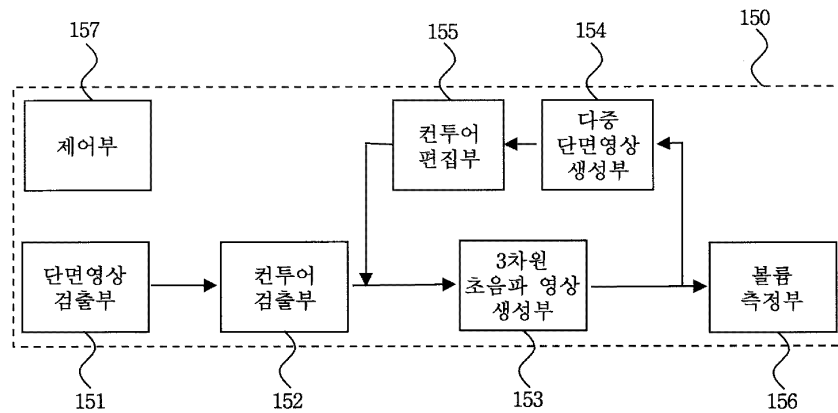 157
155
154
150
제어부
컨투어
편집부
다중
단면영상
생성부
단면영상
검출부
컨투어
검출부
3차원
초음파 영상
생성부
볼륨
측정부
151
152
153
156